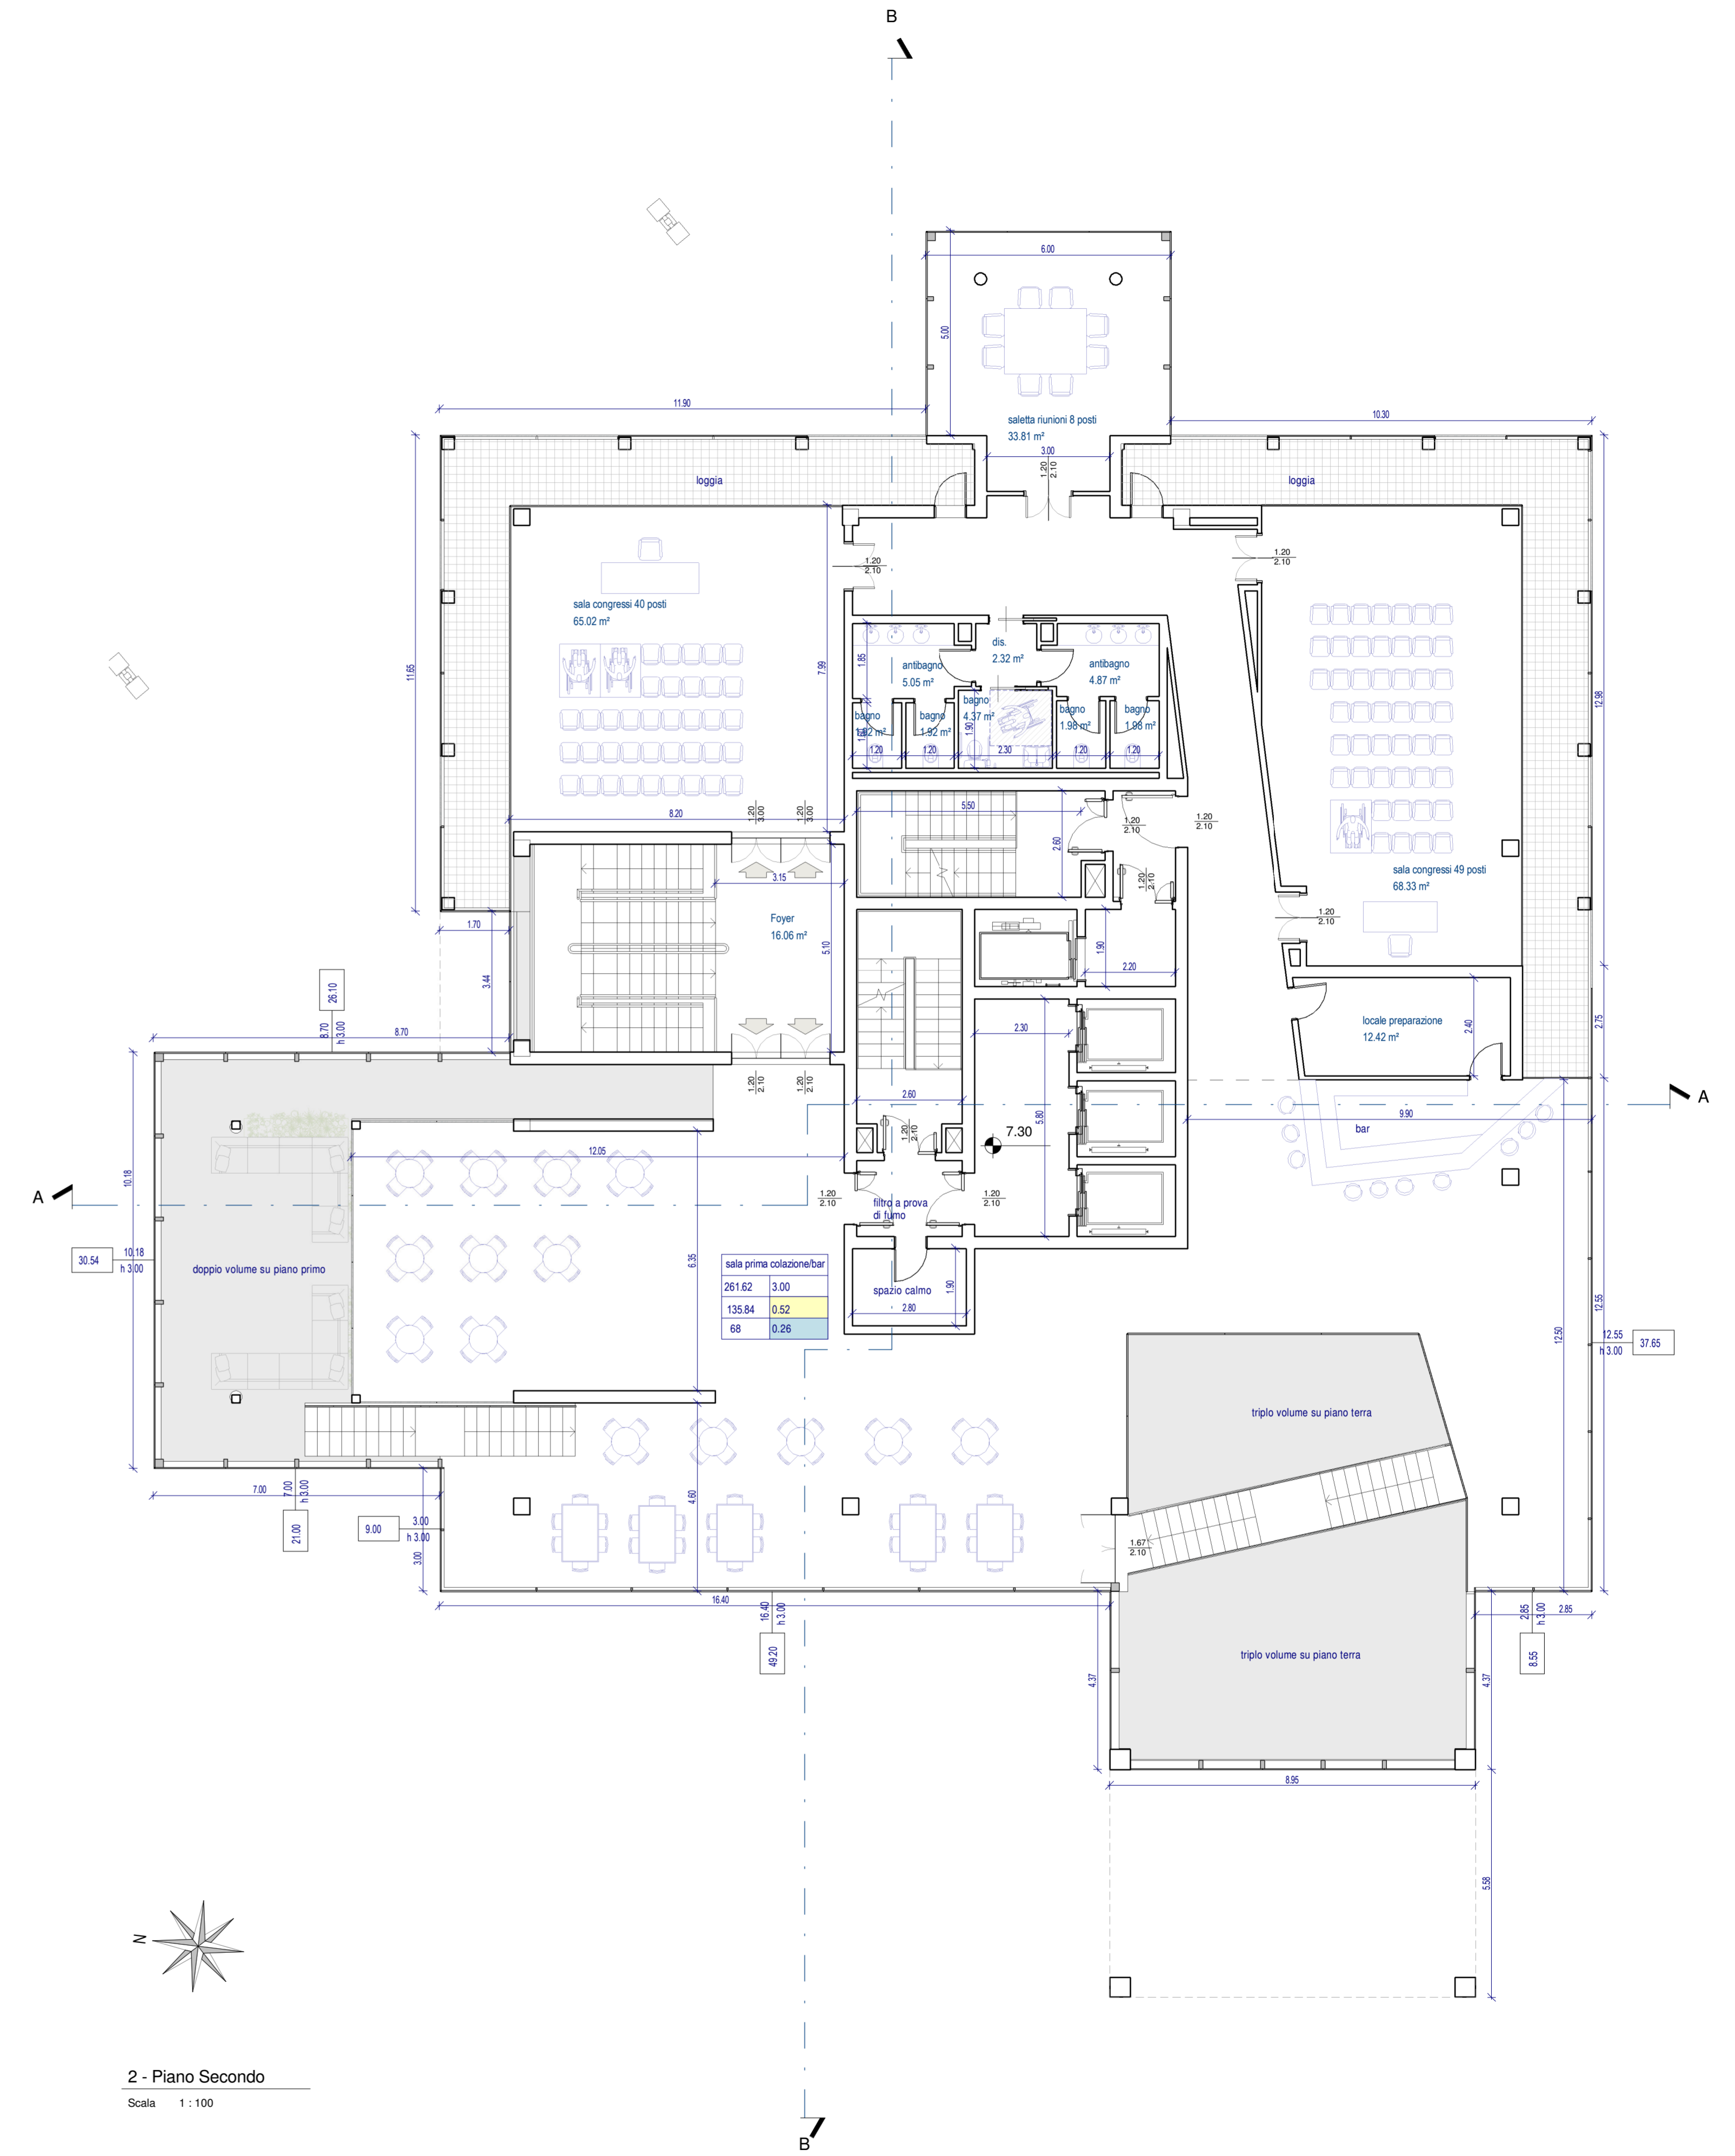 B
6.00
5.00
saletta riunioni 8 posti
33.81 m²
3.00
1.20
2.10
11.90
10.30
loggia
loggia
11.65
7.99
12.98
1.20
2.10
1.20
2.10
sala congressi 40 posti
65.02 m²
dis.
2.32 m²
antibagno
5.05 m²
antibagno
4.87 m²
1.85
bagno
1.92 m²
bagno
1.92 m²
bagno
4.37 m²
1.90
bagno
1.98 m²
bagno
1.98 m²
1.20
1.20
2.30
1.20
1.20
8.20
1.20
3.00
1.20
3.00
5.50
2.60
1.20
2.10
1.20
2.10
1.20
2.10
sala congressi 49 posti
68.33 m²
1.20
2.10
3.15
Foyer
16.06 m²
5.10
1.90
2.20
1.70
3.44
26.10
8.70
h 3.00
8.70
2.30
locale preparazione
12.42 m²
2.40
2.75
1.20
2.10
1.20
2.10
2.60
5.80
7.30
1.20
2.10
9.90
bar
A
A
12.05
10.18
1.20
2.10
filtro a prova
di fumo
1.20
2.10
30.54
10.18
h 3.00
doppio volume su piano primo
6.35
sala prima colazione/bar
261.62 3.00
135.84 0.52
68 0.26
spazio calmo
1.90
2.80
12.50
12.55
12.55
h 3.00
37.65
triplo volume su piano terra
7.00
7.00
h 3.00
21.00
9.00
3.00
h 3.00
3.00
4.60
1.67
2.10
16.40
16.40
h 3.00
49.20
2.85
h 3.00
2.85
8.55
triplo volume su piano terra
4.37
4.37
8.95
5.58
N
2 - Piano Secondo
Scala 1 : 100
B